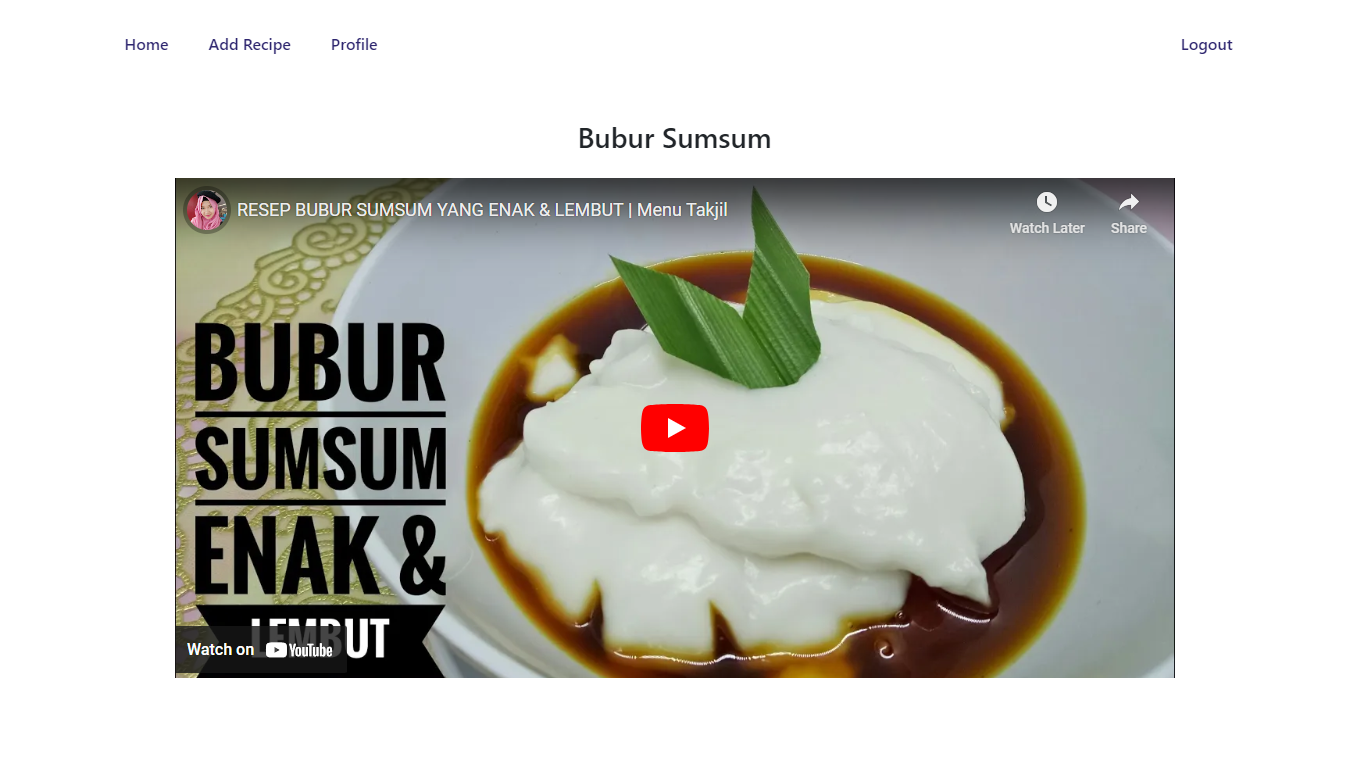 Home Add Recipe Profile Logout
Bubur Sumsum
RESEP BUBUR SUMSUM YANG ENAK & LEMBUT | Menu Takjil
Watch Later Share
BUBUR
SUMSUM
ENAK &
LEMBUT
Watch on YouTube